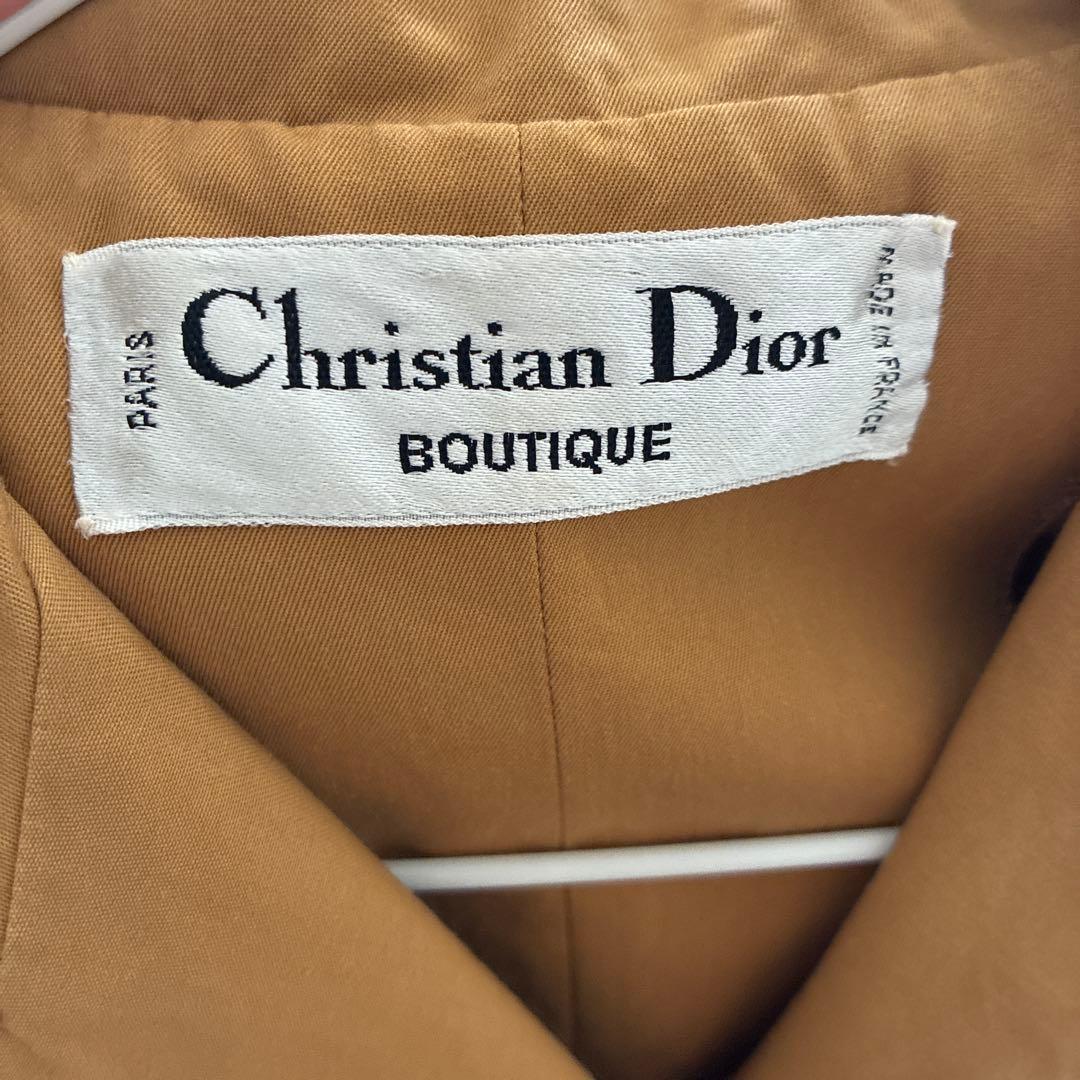 PARIS
Christian Dior
BOUTIQUE
MADE IN FRANCE